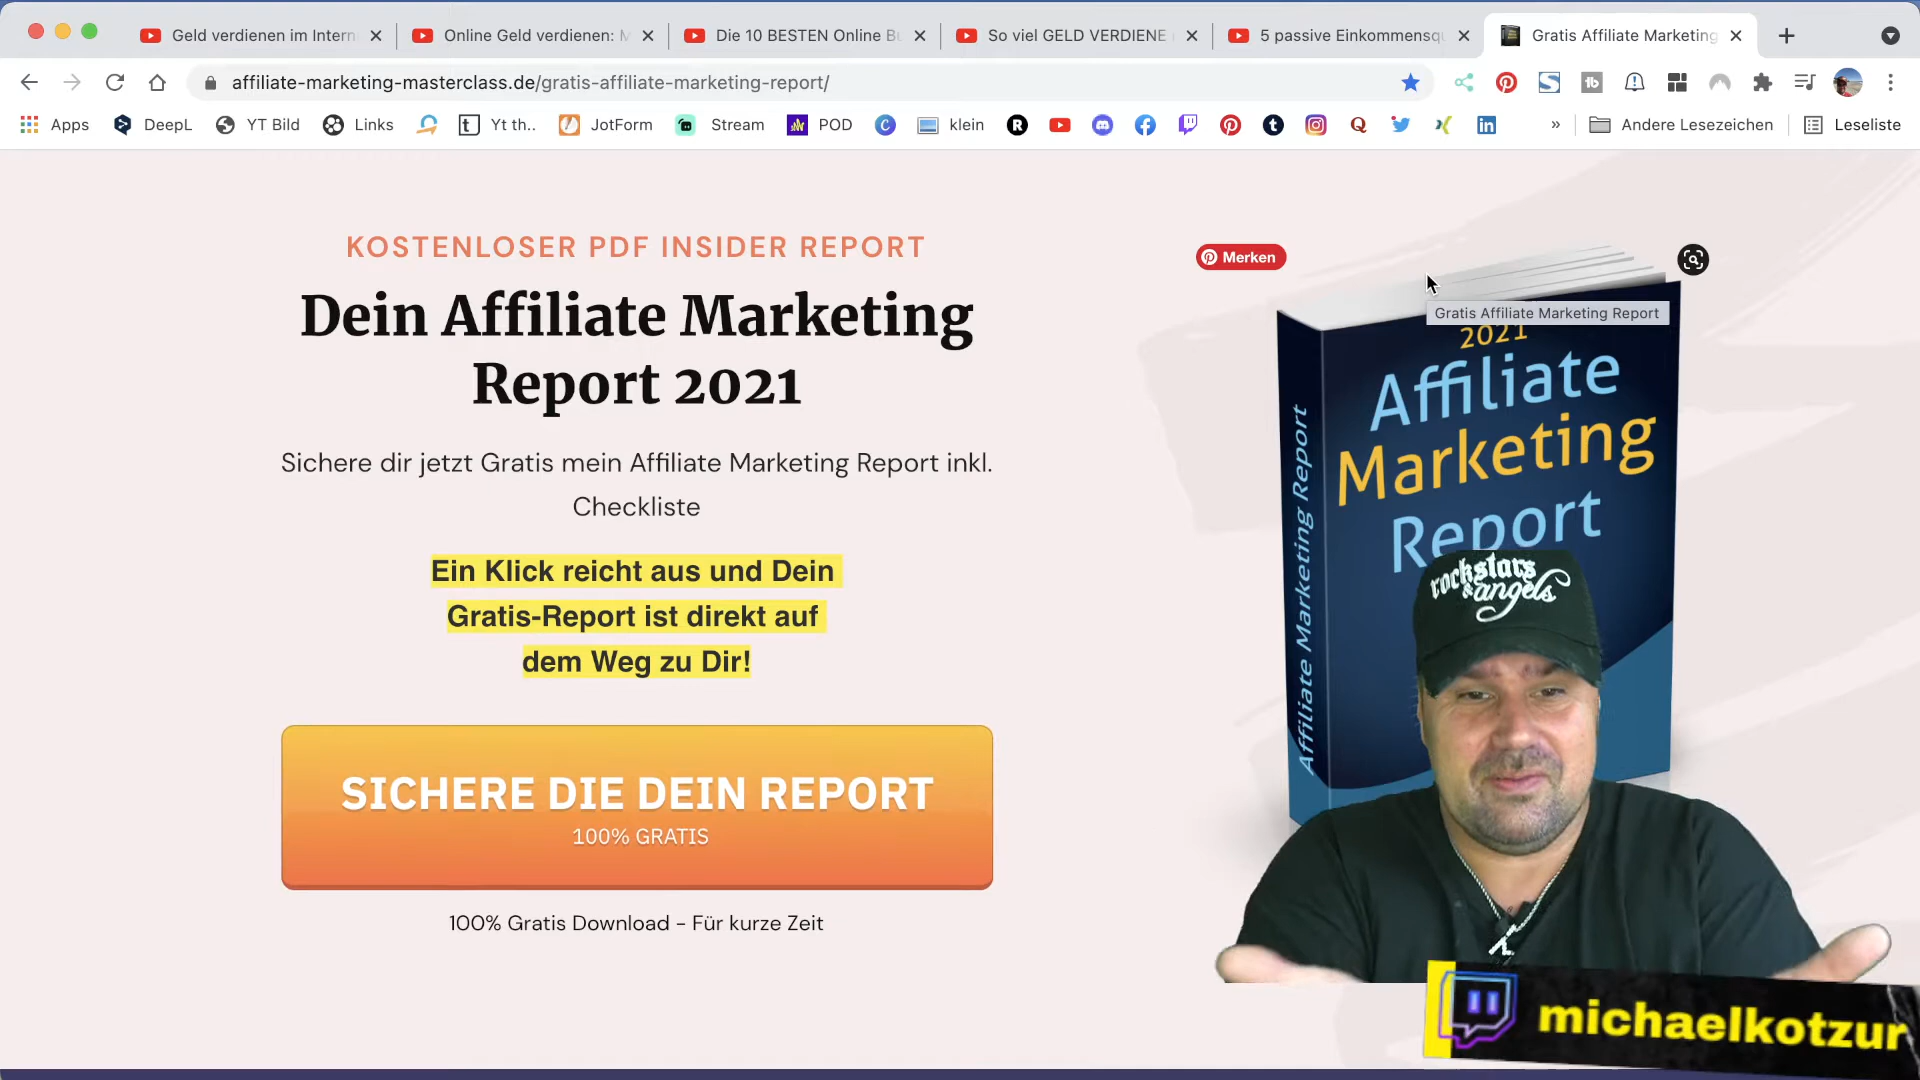 Geld verdienen im Intern
Online Geld verdienen: M
Die 10 BESTEN Online Bu
So viel GELD VERDIENE
5 passive Einkommensqu
Gratis Affiliate Marketing
affiliate-marketing-masterclass.de/gratis-affiliate-marketing-report/
Apps
DeepL
YT Bild
Links
Yt th..
JotForm
Stream
POD
klein
»
Andere Lesezeichen
Leseliste
KOSTENLOSER PDF INSIDER REPORT
Dein Affiliate Marketing
Report 2021
Sichere dir jetzt Gratis mein Affiliate Marketing Report inkl.
Checkliste
Ein Klick reicht aus und Dein
Gratis-Report ist direkt auf
dem Weg zu Dir!
SICHERE DIE DEIN REPORT
100% GRATIS
100% Gratis Download - Für kurze Zeit
Merken
Gratis Affiliate Marketing Report
2021
Affiliate
Marketing
Report
Affiliate Marketing Report
rockstars
& angels
michaelkotzur